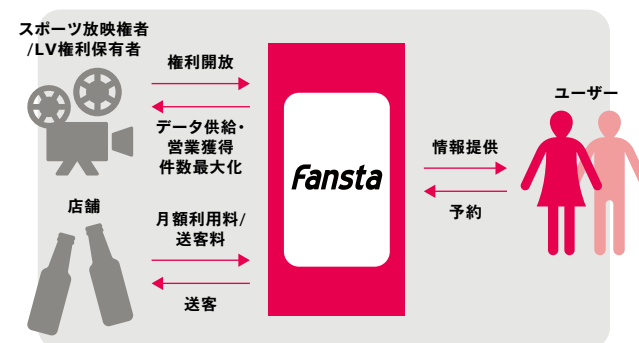 スポーツ放映権者
/LV権利保有者
権利開放
データ供給・
営業獲得
件数最大化
店舗
月額利用料/
送客料
送客
Fansta
ユーザー
情報提供
予約